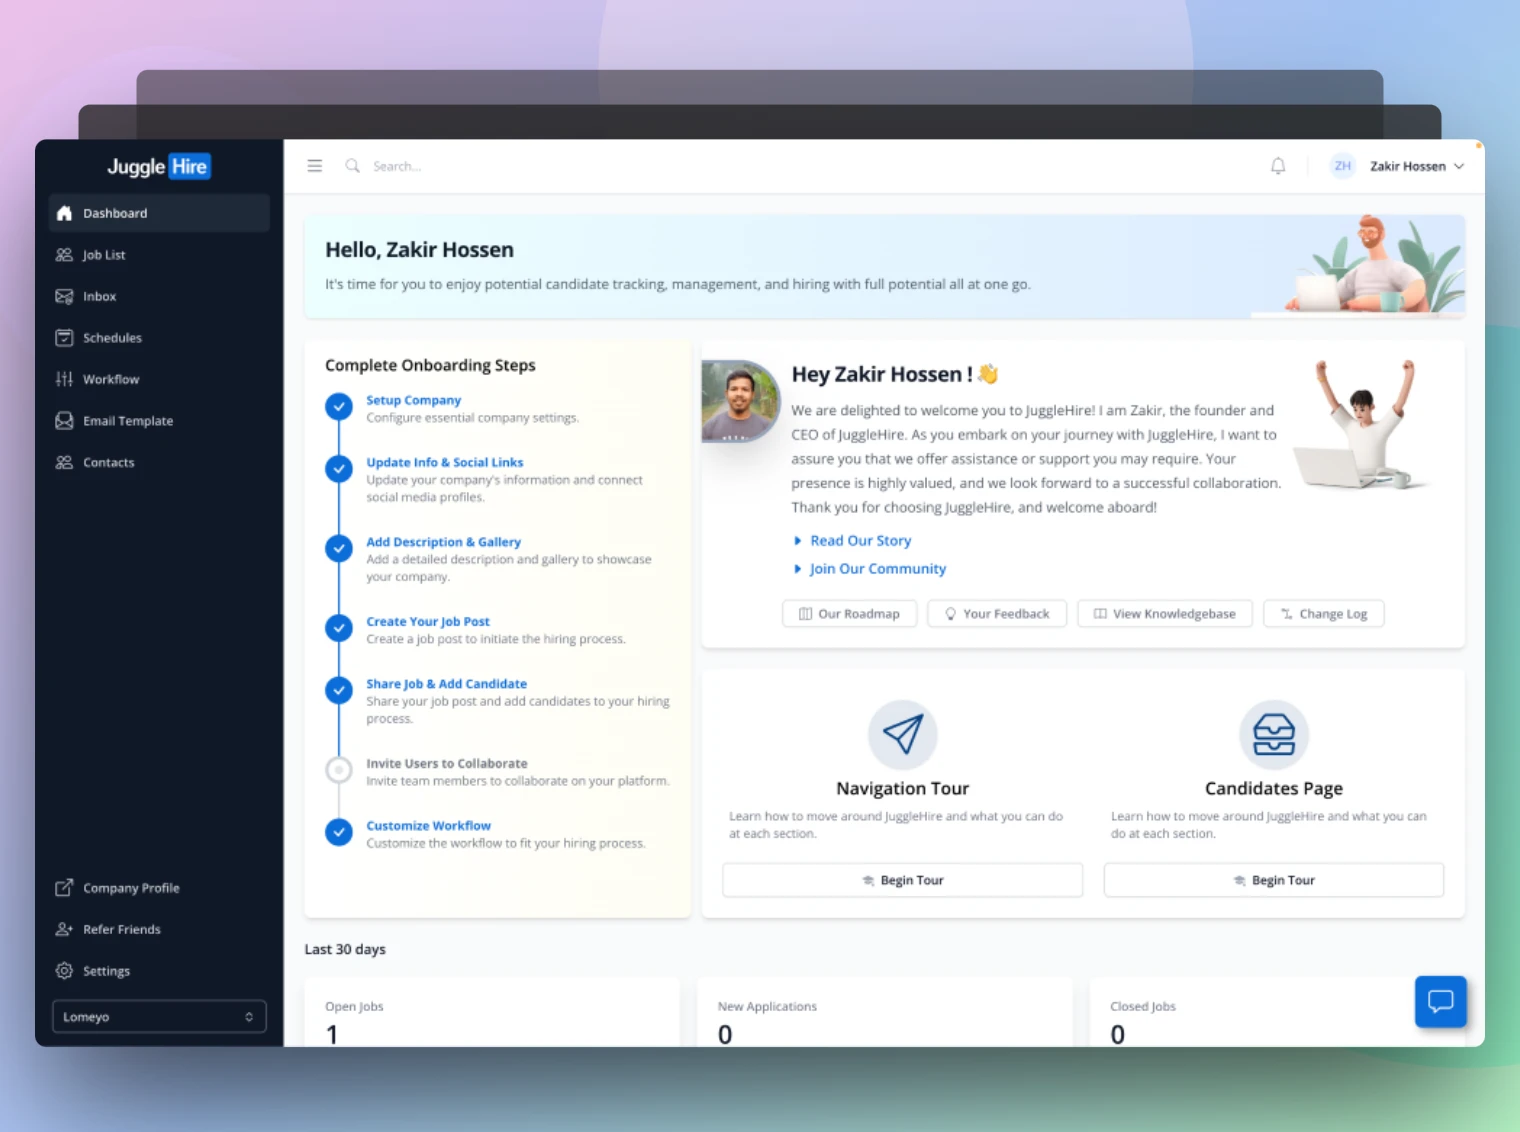 Juggle Hire
Dashboard
Job List
Inbox
Schedules
Workflow
Email Template
Contacts
Company Profile
Refer Friends
Settings
Lomeyo
Search...
ZH
Zakir Hossen
Hello, Zakir Hossen
It's time for you to enjoy potential candidate tracking, management, and hiring with full potential all at one go.
Complete Onboarding Steps
Setup Company
Configure essential company settings.
Update Info & Social Links
Update your company's information and connect
social media profiles.
Add Description & Gallery
Add a detailed description and gallery to showcase
your company.
Create Your Job Post
Create a job post to initiate the hiring process.
Share Job & Add Candidate
Share your job post and add candidates to your hiring
process.
Invite Users to Collaborate
Invite team members to collaborate on your platform.
Customize Workflow
Customize the workflow to fit your hiring process.
Hey Zakir Hossen ! 👋
We are delighted to welcome you to JuggleHire! I am Zakir, the founder and
CEO of JuggleHire. As you embark on your journey with JuggleHire, I want to
assure you that we offer assistance or support you may require. Your
presence is highly valued, and we look forward to a successful collaboration.
Thank you for choosing JuggleHire, and welcome aboard!
Read Our Story
Join Our Community
Our Roadmap
Your Feedback
View Knowledgebase
Change Log
Navigation Tour
Learn how to move around JuggleHire and what you can do
at each section.
Begin Tour
Candidates Page
Learn how to move around JuggleHire and what you can
do at each section.
Begin Tour
Last 30 days
Open Jobs
1
New Applications
0
Closed Jobs
0